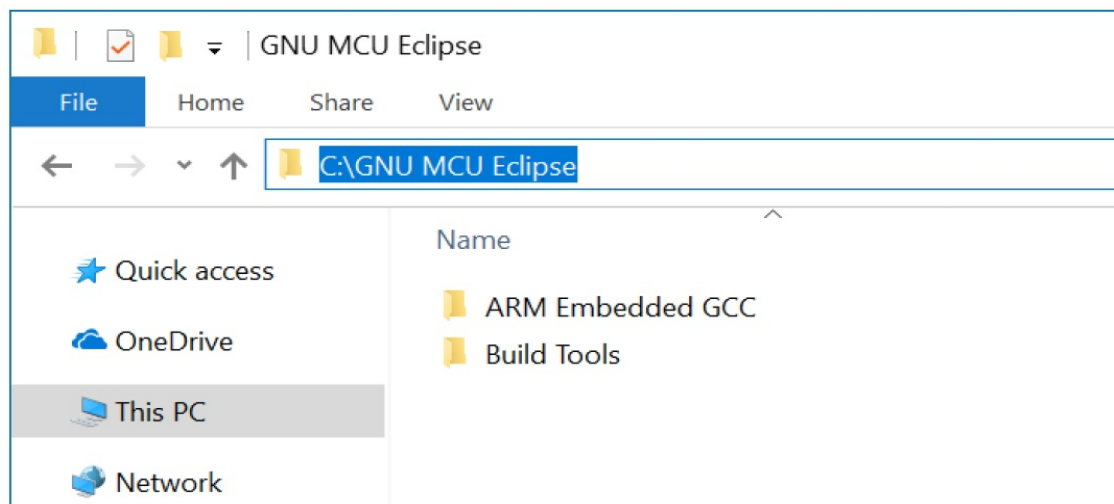 GNU MCU Eclipse
File Home Share View
C:\GNU MCU Eclipse
Name
Quick access
ARM Embedded GCC
OneDrive
Build Tools
This PC
Network